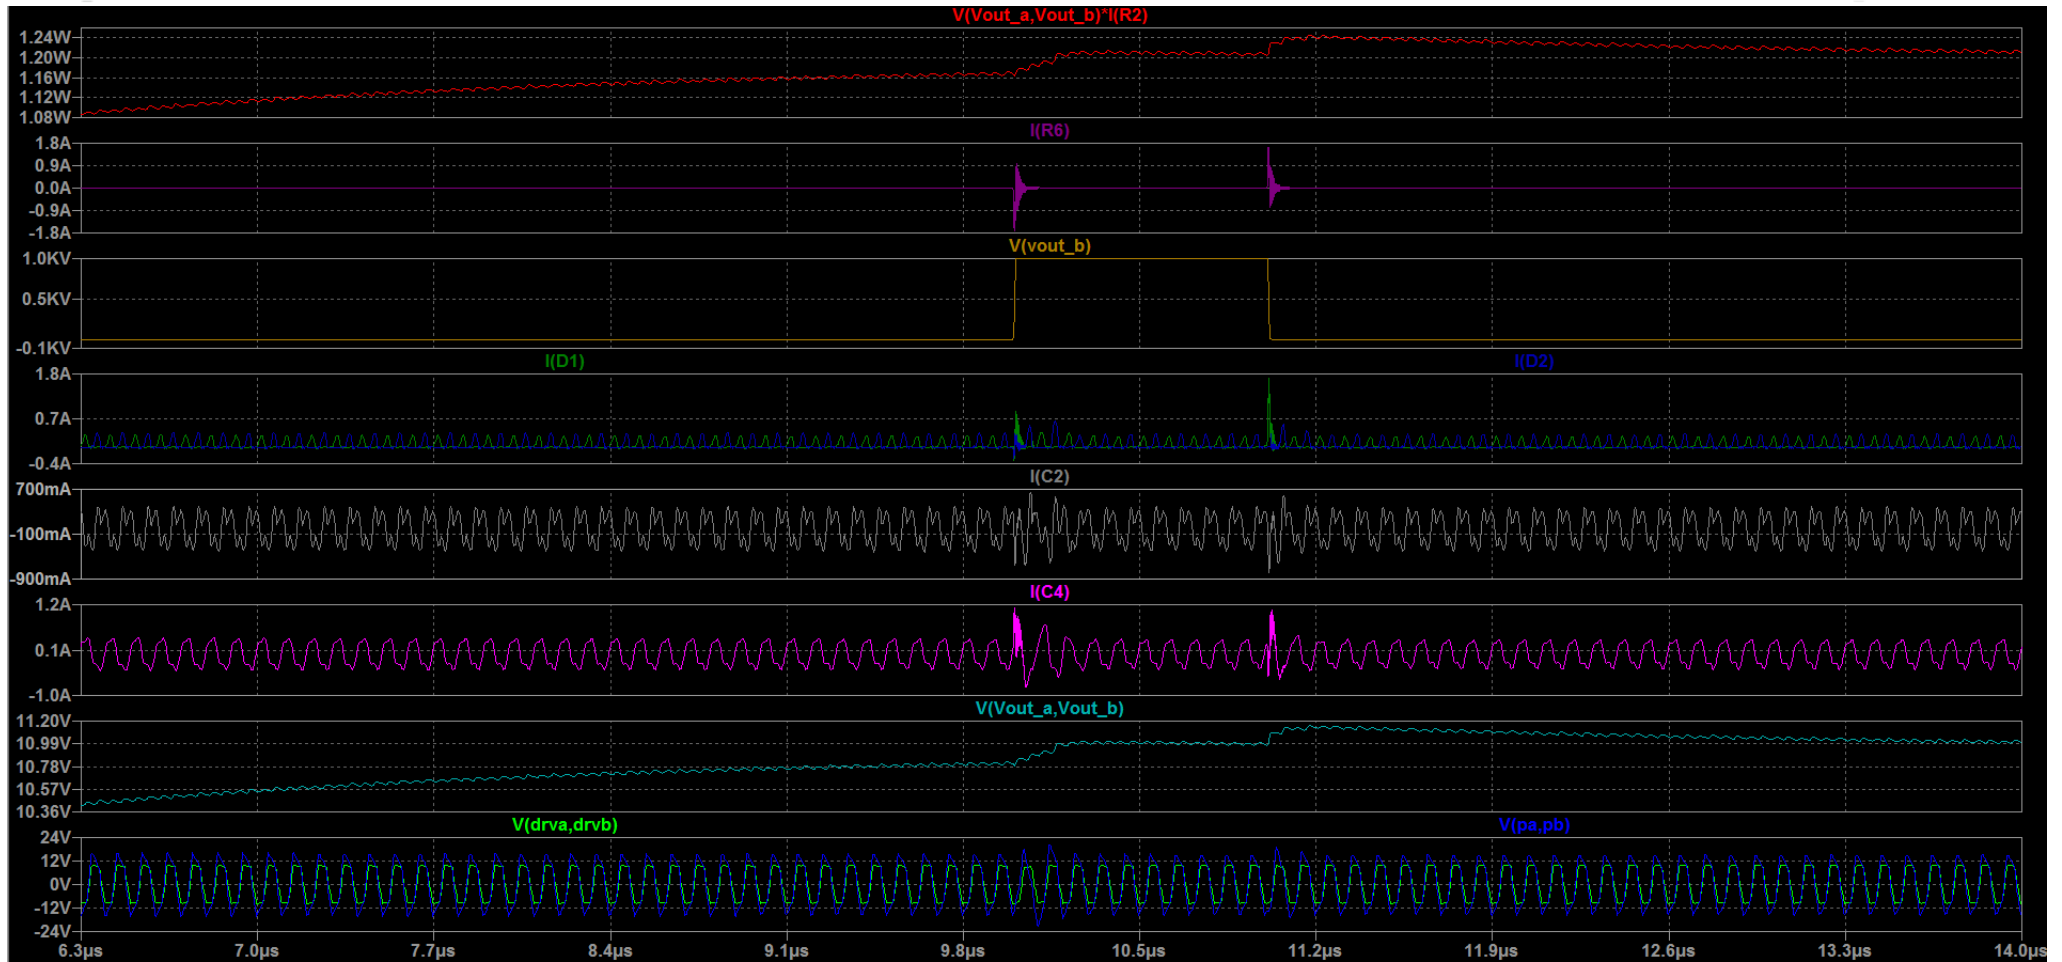 V(Vout_a,Vout_b)*I(R2)
1.24W
1.20W
1.16W
1.12W
1.08W
I(R6)
1.8A
0.9A
0.0A
-0.9A
-1.8A
V(vout_b)
1.0KV
0.5KV
-0.1KV
I(D1) I(D2)
1.8A
0.7A
-0.4A
I(C2)
700mA
-100mA
-900mA
I(C4)
1.2A
0.1A
-1.0A
V(Vout_a,Vout_b)
11.20V
10.99V
10.78V
10.57V
10.36V
V(drva,drvb) V(pa,pb)
24V
12V
0V
-12V
-24V
6.3µs 7.0µs 7.7µs 8.4µs 9.1µs 9.8µs 10.5µs 11.2µs 11.9µs 12.6µs 13.3µs 14.0µs